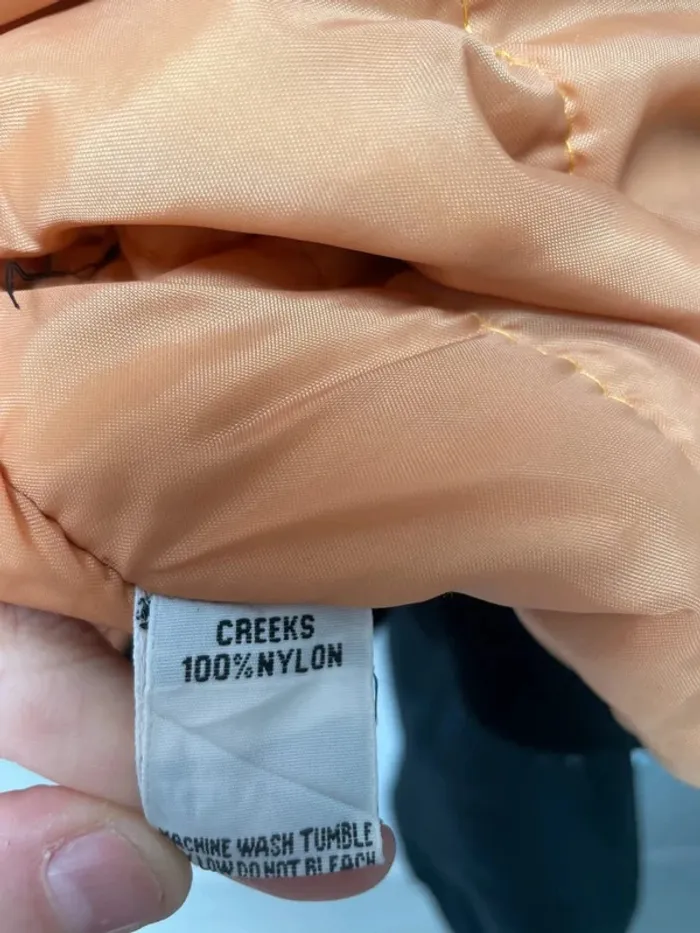 CREEKS
100%NYLON
MACHINE WASH TUMBLE
LOW DO NOT BLEACH